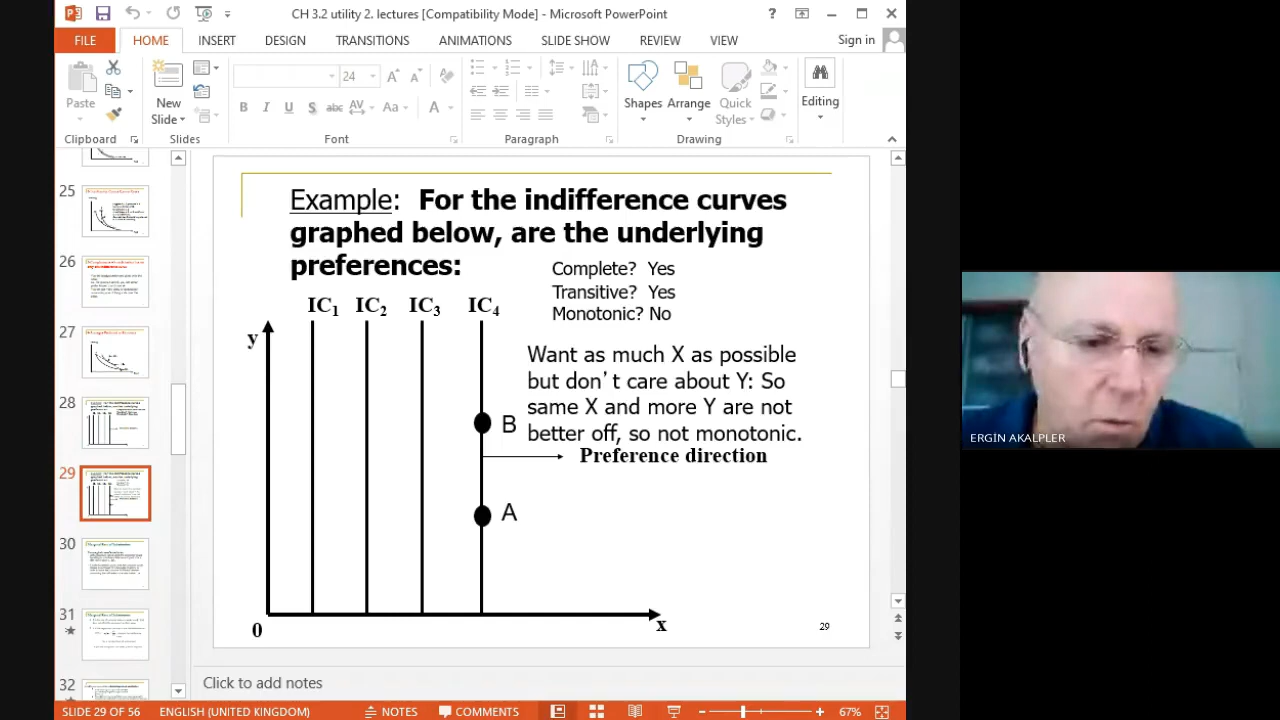 CH 3.2 utility 2. lectures [Compatibility Mode] - Microsoft PowerPoint
?
FILE
HOME
INSERT
DESIGN
TRANSITIONS
ANIMATIONS
SLIDE SHOW
REVIEW
VIEW
Sign in
Paste
New
Slide
24
B I U S abc AV Aa A
Shapes
Arrange
Quick
Styles
Editing
Clipboard
Slides
Font
Paragraph
Drawing
25
26
27
28
29
30
31
32
Example: For the indifference curves
graphed below, are the underlying
preferences:
Complete? Yes
Transitive? Yes
Monotonic? No
IC1 IC2 IC3 IC4
y
Want as much X as possible
but don't care about Y: So
same X and more Y are not
better off, so not monotonic.
B
Preference direction
A
0
x
29
ERGİN AKALPLER
Click to add notes
SLIDE 29 OF 56
ENGLISH (UNITED KINGDOM)
NOTES
COMMENTS
67%